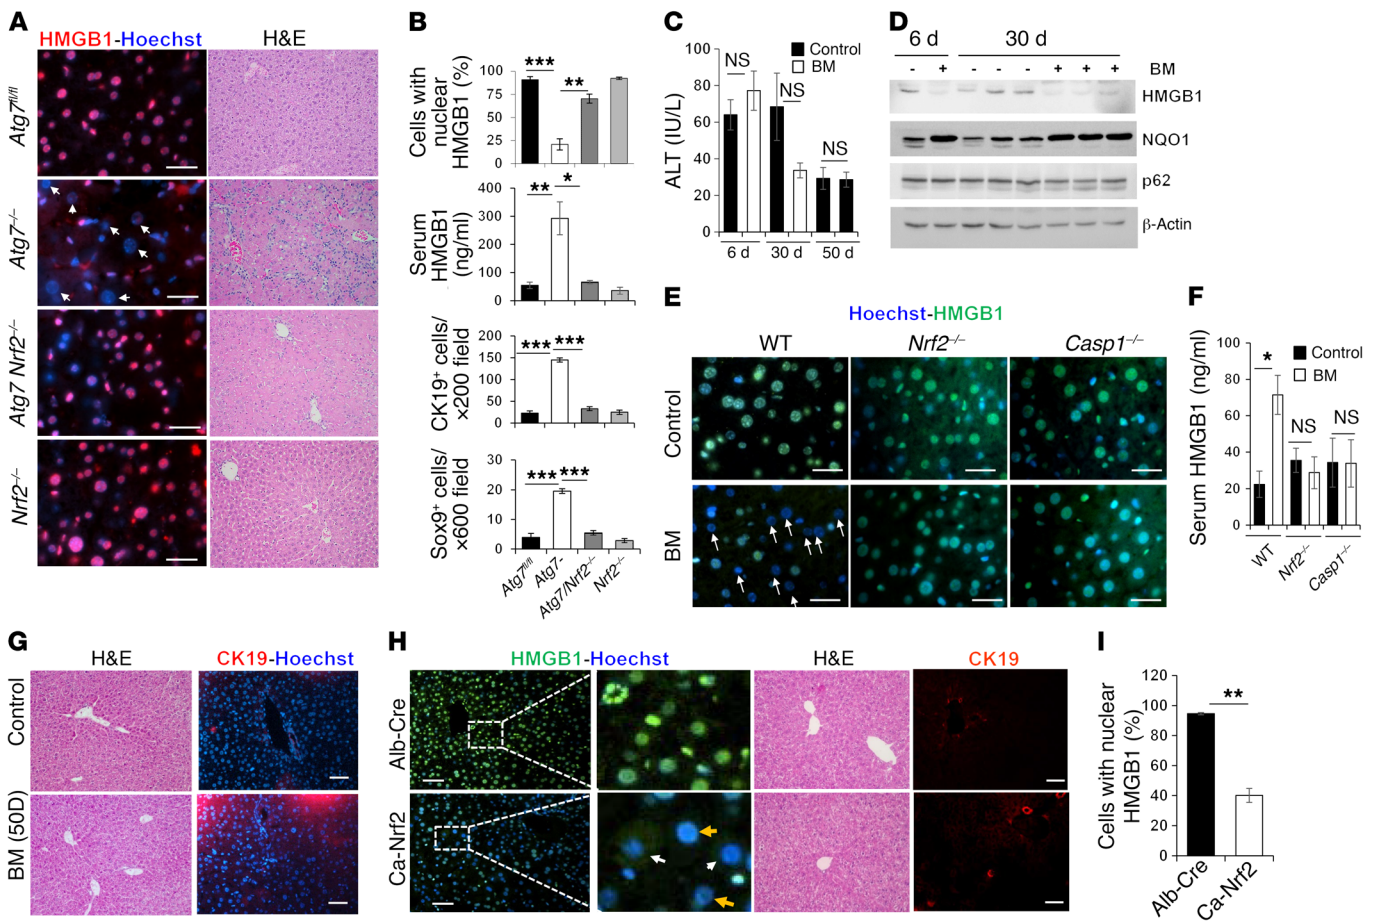 A
HMGB1-Hoechst
H&E
Atg7fl/fl
Atg7–/–
Atg7 Nrf2–/–
Nrf2–/–
B
Cells with
nuclear
HMGB1 (%)
100
75
50
25
0
***
**
Serum
HMGB1
(ng/ml)
400
300
200
100
0
**
*
CK19+ cells/
×200 field
200
150
100
50
0
***
***
Sox9+ cells/
×600 field
30
20
10
0
***
***
Atg7fl/fl
Atg7-
Atg7/Nrf2–/–
Nrf2–/–
C
ALT (IU/L)
100
80
60
40
20
0
Control
BM
NS
NS
NS
6 d
30 d
50 d
D
6 d
30 d
- + - - - + + + BM
HMGB1
NQO1
p62
β-Actin
E
Hoechst-HMGB1
WT
Nrf2–/–
Casp1–/–
Control
BM
F
Serum HMGB1 (ng/ml)
100
80
60
40
20
0
Control
BM
*
NS
NS
WT
Nrf2–/–
Casp1–/–
G
H&E
CK19-Hoechst
Control
BM (50D)
H
HMGB1-Hoechst
H&E
CK19
Alb-Cre
Ca-Nrf2
I
Cells with nuclear
HMGB1 (%)
120
100
80
60
40
20
0
**
Alb-Cre
Ca-Nrf2